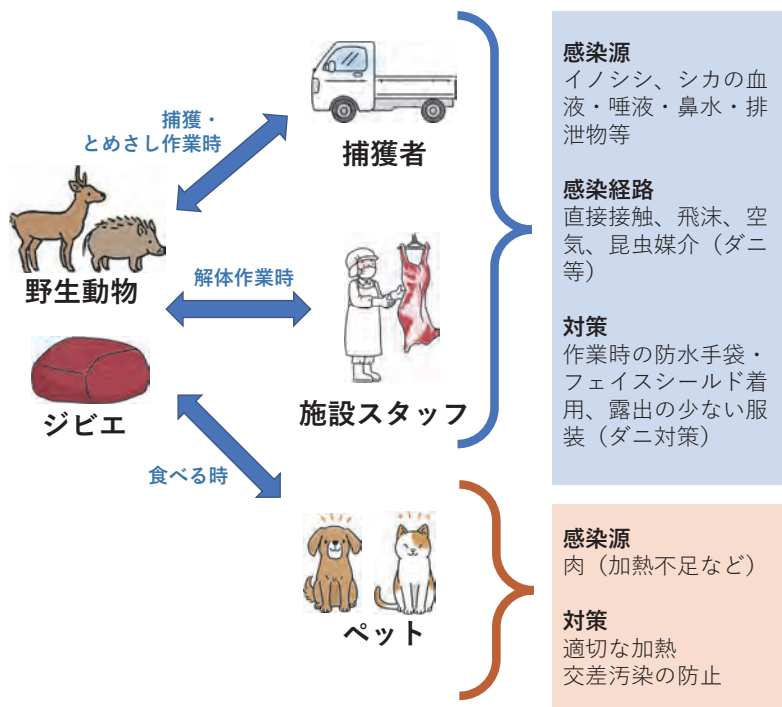 捕獲・
とめさし作業時
捕獲者
野生動物
解体作業時
ジビエ
施設スタッフ
食べる時
ペット
感染源
イノシシ、シカの血
液・唾液・鼻水・排
泄物等
感染経路
直接接触、飛沫、空
気、昆虫媒介（ダニ
等）
対策
作業時の防水手袋・
フェイスシールド着
用、露出の少ない服
装（ダニ対策）
感染源
肉（加熱不足など）
対策
適切な加熱
交差汚染の防止